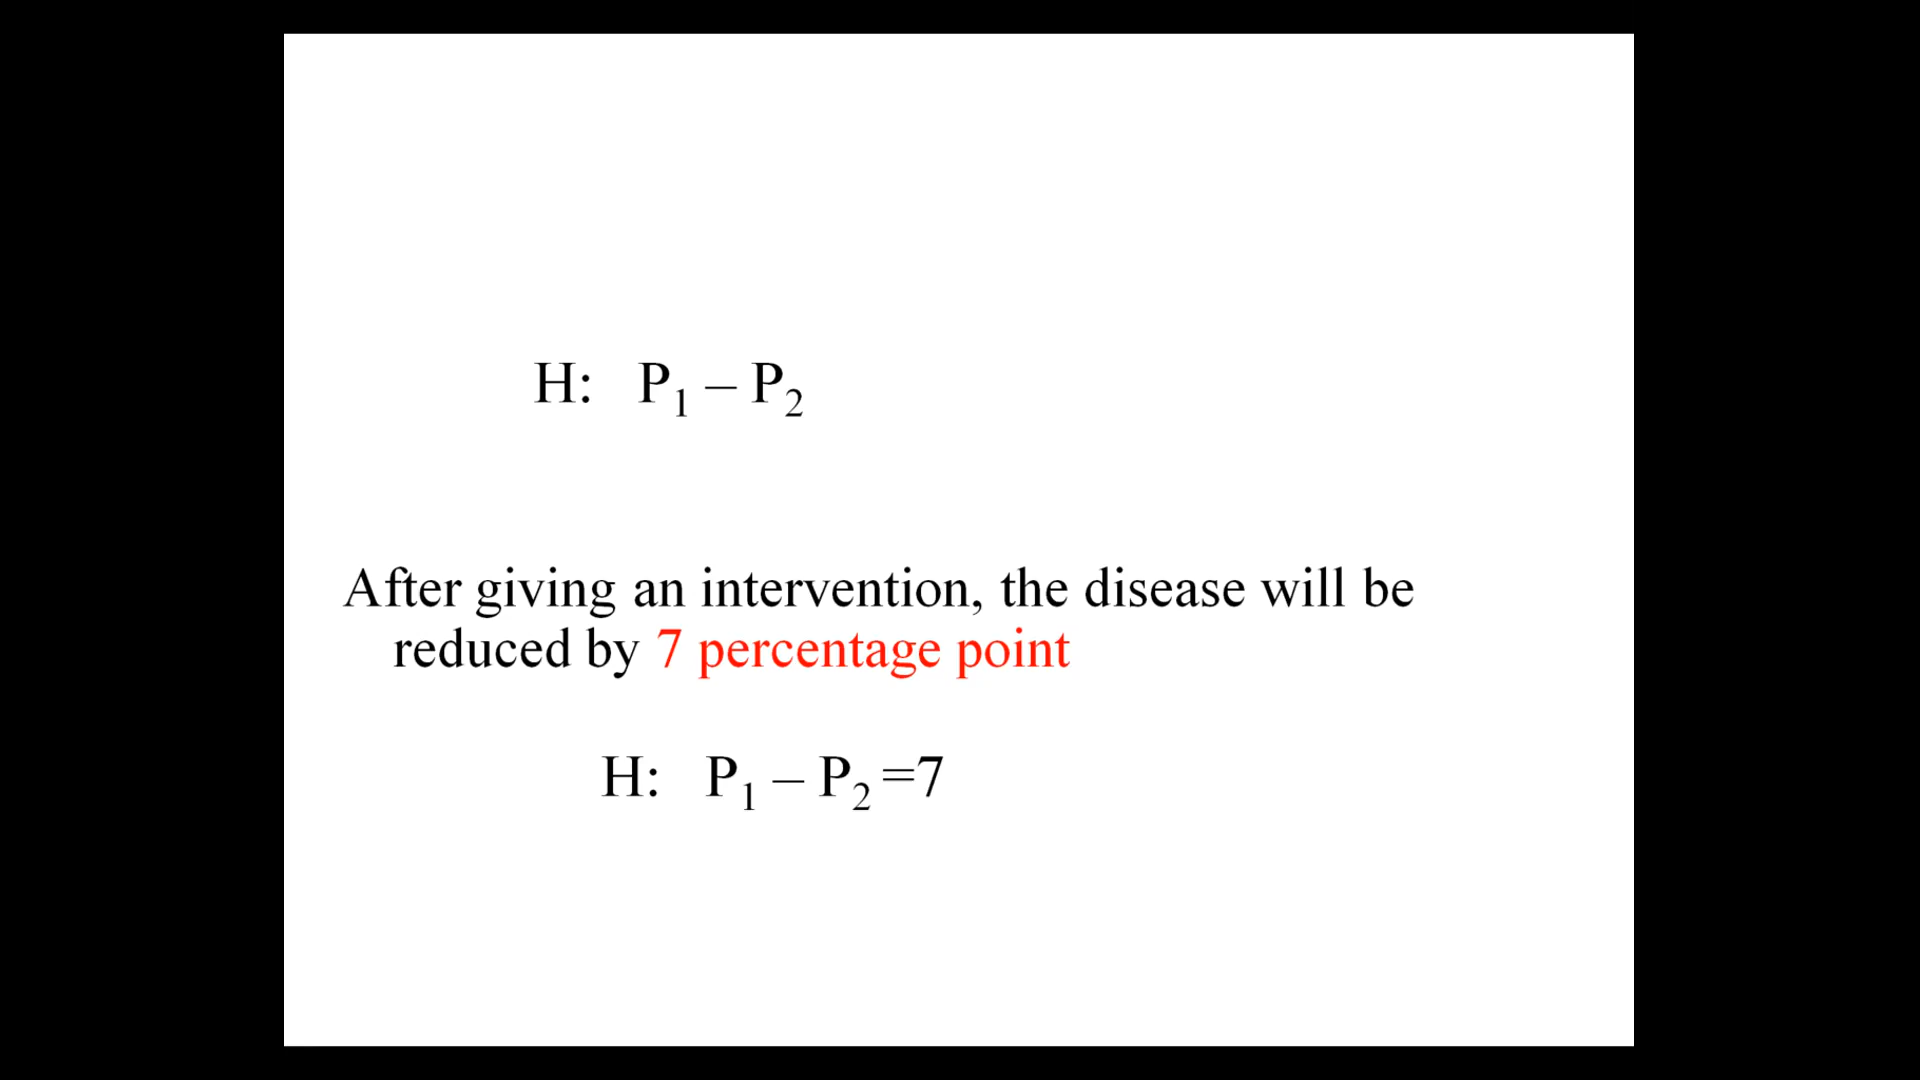 H: P₁ – P₂
After giving an intervention, the disease will be
reduced by 7 percentage point
H: P₁ – P₂ =7